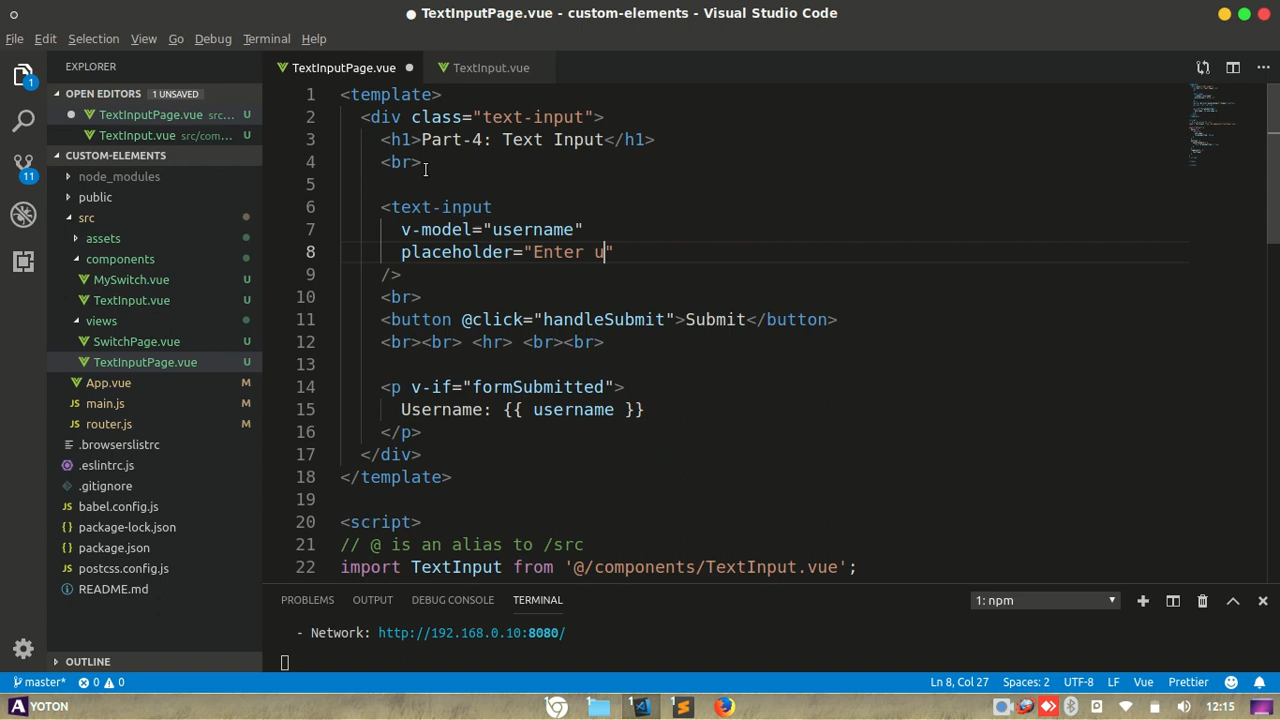 ● TextInputPage.vue - custom-elements - Visual Studio Code
File Edit Selection View Go Debug Terminal Help
EXPLORER
TextInputPage.vue ●
TextInput.vue
OPEN EDITORS 1 UNSAVED
TextInputPage.vue src... U
TextInput.vue src/com... U
CUSTOM-ELEMENTS
node_modules
public
src
assets
components
MySwitch.vue U
TextInput.vue U
views
SwitchPage.vue U
TextInputPage.vue U
App.vue M
main.js M
router.js M
.browserslistrc
.eslintrc.js
.gitignore
babel.config.js
package-lock.json
package.json
postcss.config.js
README.md
OUTLINE
1 <template>
2 <div class="text-input">
3 <h1>Part-4: Text Input</h1>
4 <br>
5
6 <text-input
7 v-model="username"
8 placeholder="Enter u"
9 />
10 <br>
11 <button @click="handleSubmit">Submit</button>
12 <br><br> <hr> <br><br>
13
14 <p v-if="formSubmitted">
15 Username: {{ username }}
16 </p>
17 </div>
18 </template>
19
20 <script>
21 // @ is an alias to /src
22 import TextInput from '@/components/TextInput.vue';
PROBLEMS OUTPUT DEBUG CONSOLE TERMINAL
1: npm
- Network: http://192.168.0.10:8080/
1
11
master* 0 0
Ln 8, Col 27 Spaces: 2 UTF-8 LF Vue Prettier
YOTON
1
1
12:15